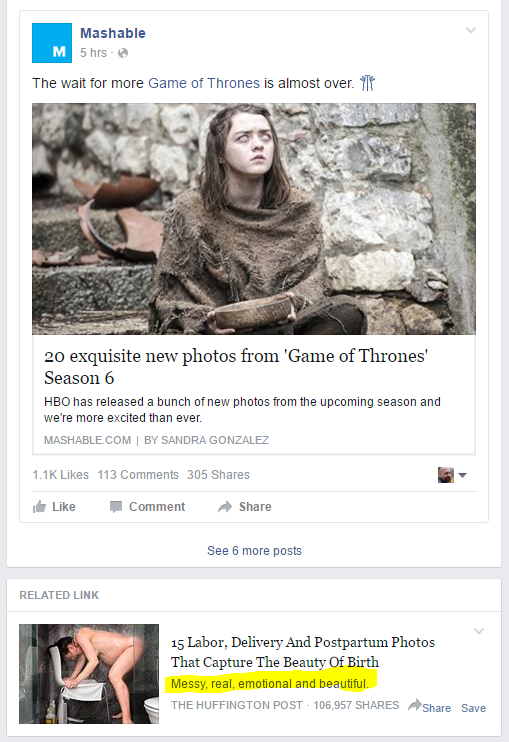 M
Mashable
5 hrs ·
The wait for more Game of Thrones is almost over.
20 exquisite new photos from 'Game of Thrones'
Season 6
HBO has released a bunch of new photos from the upcoming season and
we're more excited than ever.
MASHABLE.COM | BY SANDRA GONZALEZ
1.1K Likes 113 Comments 305 Shares
Like Comment Share
See 6 more posts
RELATED LINK
15 Labor, Delivery And Postpartum Photos
That Capture The Beauty Of Birth
Messy, real, emotional and beautiful.
THE HUFFINGTON POST · 106,957 SHARES Share Save